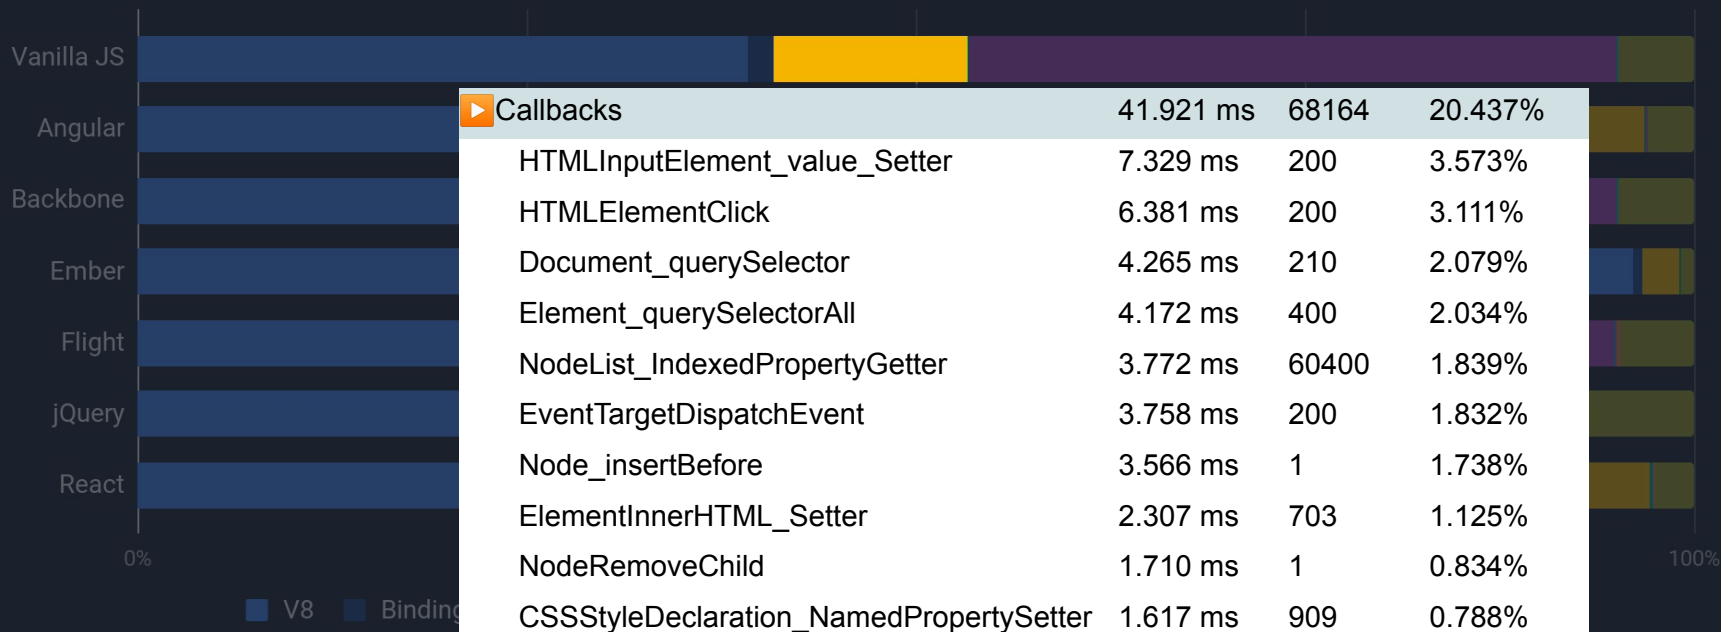 Vanilla JS
Angular
Backbone
Ember
Flight
jQuery
React
▶Callbacks 41.921 ms 68164 20.437%
HTMLInputElement_value_Setter 7.329 ms 200 3.573%
HTMLElementClick 6.381 ms 200 3.111%
Document_querySelector 4.265 ms 210 2.079%
Element_querySelectorAll 4.172 ms 400 2.034%
NodeList_IndexedPropertyGetter 3.772 ms 60400 1.839%
EventTargetDispatchEvent 3.758 ms 200 1.832%
Node_insertBefore 3.566 ms 1 1.738%
ElementInnerHTML_Setter 2.307 ms 703 1.125%
NodeRemoveChild 1.710 ms 1 0.834%
CSSStyleDeclaration_NamedPropertySetter 1.617 ms 909 0.788%
0% 100%
V8 Binding